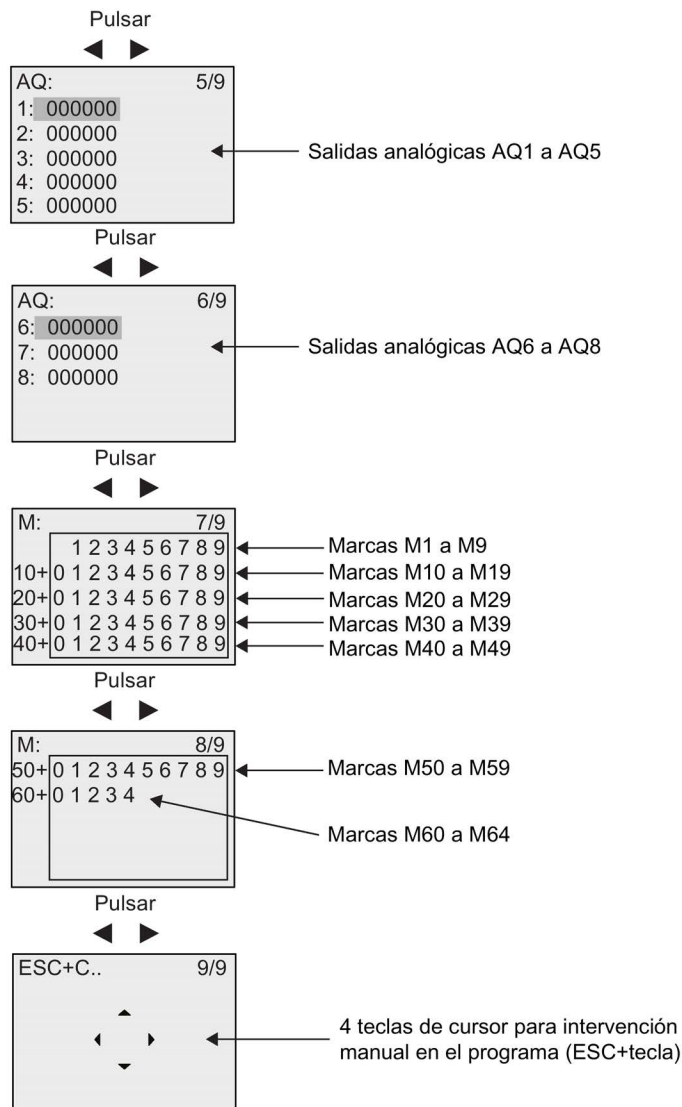 Pulsar
AQ: 5/9
1: 000000
2: 000000
3: 000000
4: 000000
5: 000000
Salidas analógicas AQ1 a AQ5
Pulsar
AQ: 6/9
6: 000000
7: 000000
8: 000000
Salidas analógicas AQ6 a AQ8
Pulsar
M: 7/9
1 2 3 4 5 6 7 8 9 Marcas M1 a M9
10+ 0 1 2 3 4 5 6 7 8 9 Marcas M10 a M19
20+ 0 1 2 3 4 5 6 7 8 9 Marcas M20 a M29
30+ 0 1 2 3 4 5 6 7 8 9 Marcas M30 a M39
40+ 0 1 2 3 4 5 6 7 8 9 Marcas M40 a M49
Pulsar
M: 8/9
50+ 0 1 2 3 4 5 6 7 8 9 Marcas M50 a M59
60+ 0 1 2 3 4
Marcas M60 a M64
Pulsar
ESC+C.. 9/9
4 teclas de cursor para intervención
manual en el programa (ESC+tecla)